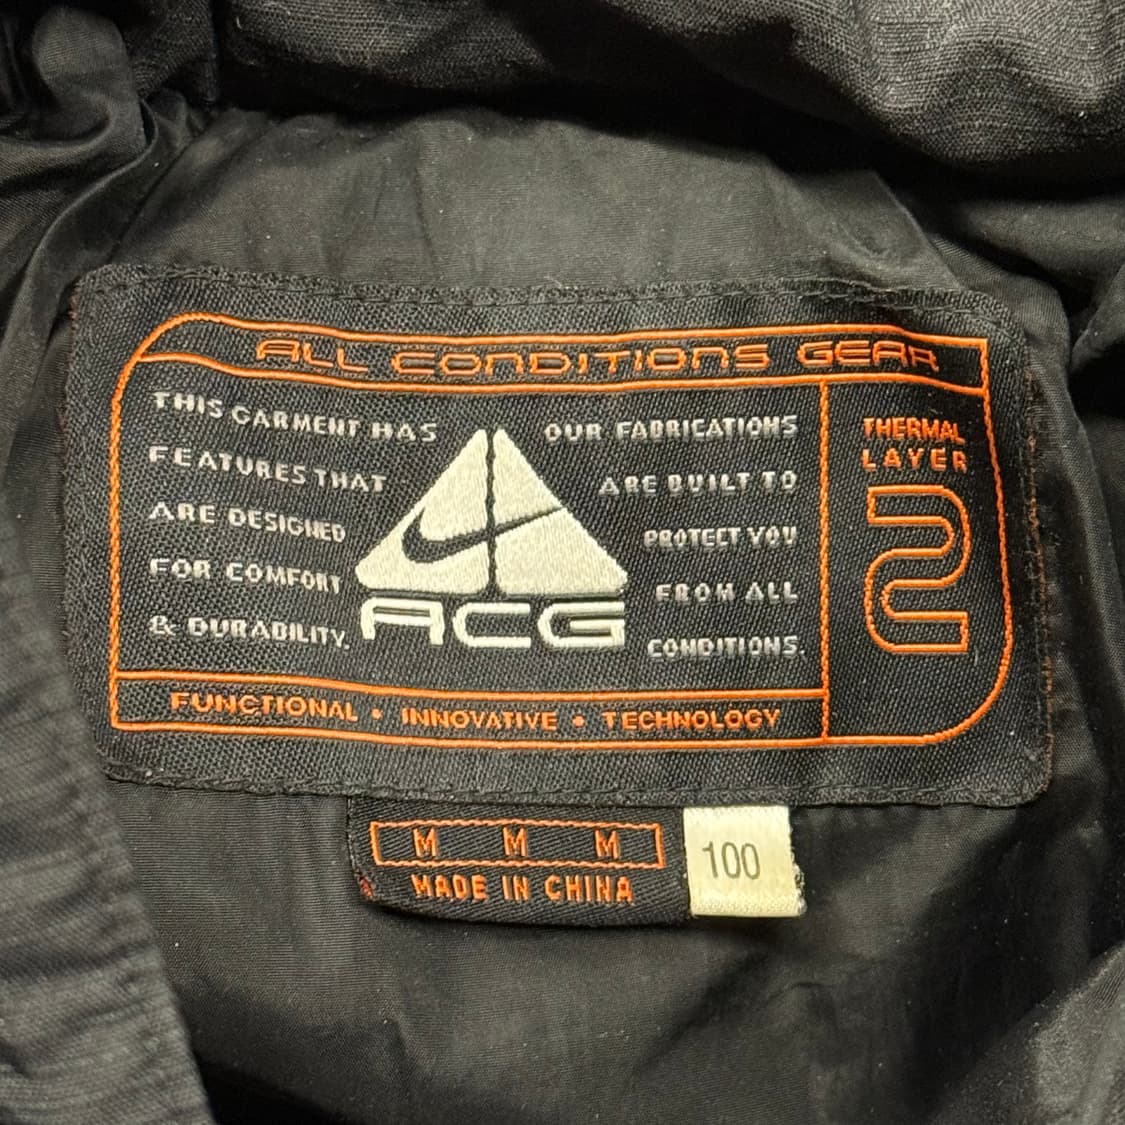 ALL CONDITIONS GEAR
THIS GARMENT HAS
FEATURES THAT
ARE DESIGNED
FOR COMFORT
& DURABILITY.
ACG
OUR FABRICATIONS
ARE BUILT TO
PROTECT YOU
FROM ALL
CONDITIONS.
THERMAL
LAYER
2
FUNCTIONAL • INNOVATIVE • TECHNOLOGY
M M M
MADE IN CHINA
100